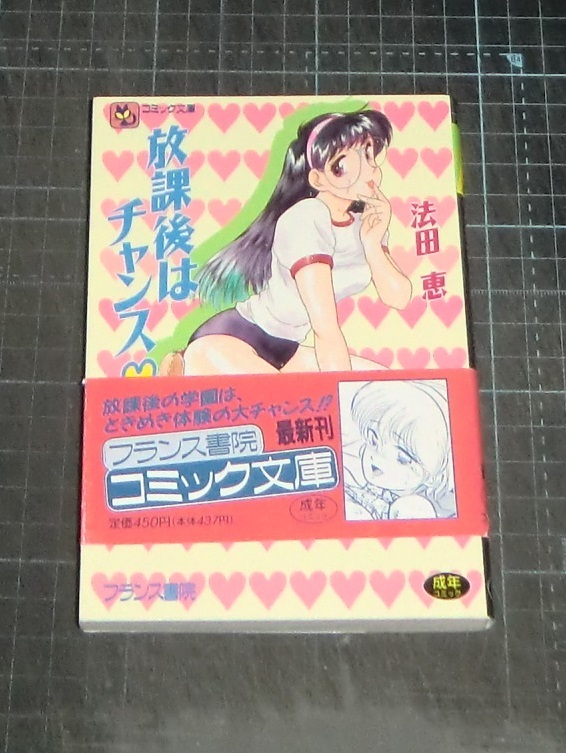 コミック文庫
放課後は
チャンス♡
法田恵
放課後の学園は、
ときめき体験の大チャンス!?
フランス書院
最新刊
コミック文庫
成年
コミック
定価450円(本体437円)
フランス書院
成年
コミック